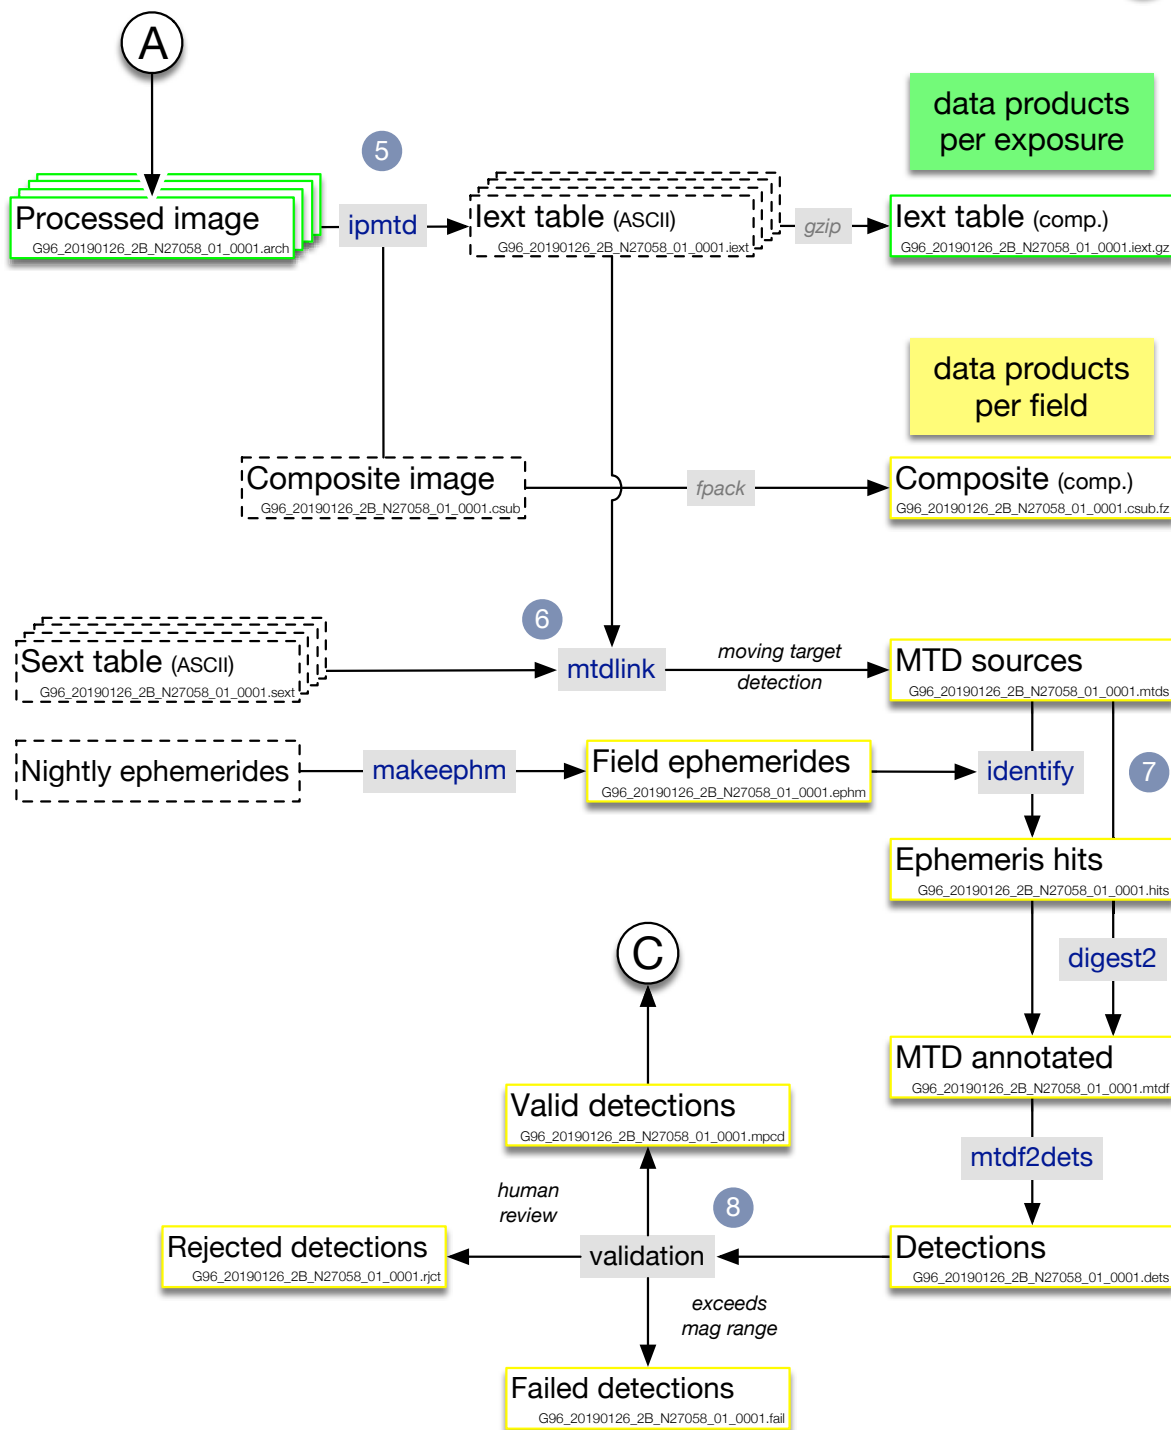 A
data products
per exposure
5
Processed image
G96_20190126_2B_N27058_01_0001.arch
ipmtd
Iext table (ASCII)
G96_20190126_2B_N27058_01_0001.iext
gzip
Iext table (comp.)
G96_20190126_2B_N27058_01_0001.iext.gz
data products
per field
Composite image
G96_20190126_2B_N27058_01_0001.csub
fpack
Composite (comp.)
G96_20190126_2B_N27058_01_0001.csub.fz
6
Sext table (ASCII)
G96_20190126_2B_N27058_01_0001.sext
mtdlink
moving target
detection
MTD sources
G96_20190126_2B_N27058_01_0001.mtds
Nightly ephemerides
makeephm
Field ephemerides
G96_20190126_2B_N27058_01_0001.ephm
identify
7
Ephemeris hits
G96_20190126_2B_N27058_01_0001.hits
C
digest2
MTD annotated
G96_20190126_2B_N27058_01_0001.mtdf
Valid detections
G96_20190126_2B_N27058_01_0001.mpcd
mtdf2dets
human
review
8
Rejected detections
G96_20190126_2B_N27058_01_0001.rjct
validation
Detections
G96_20190126_2B_N27058_01_0001.dets
exceeds
mag range
Failed detections
G96_20190126_2B_N27058_01_0001.fail